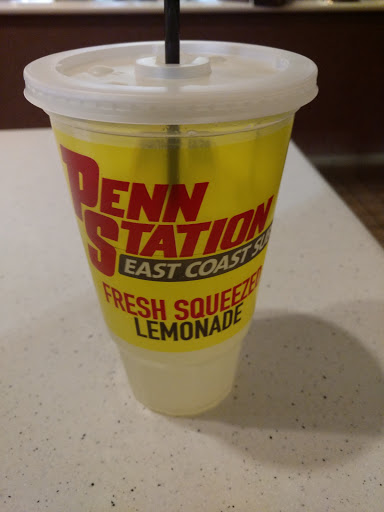 PENN
STATION
EAST COAST
FRESH SQUEEZED
LEMONADE